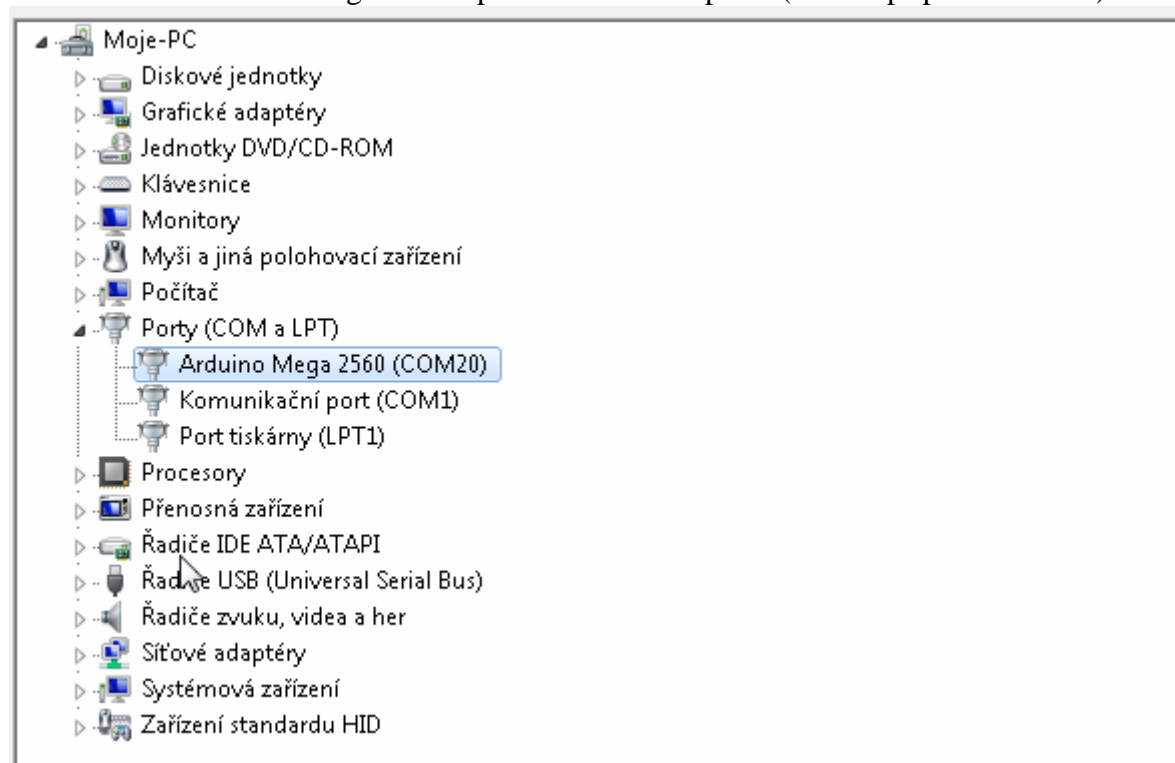 Moje-PC
Diskové jednotky
Grafické adaptéry
Jednotky DVD/CD-ROM
Klávesnice
Monitory
Myši a jiná polohovací zařízení
Počítač
Porty (COM a LPT)
Arduino Mega 2560 (COM20)
Komunikační port (COM1)
Port tiskárny (LPT1)
Procesory
Přenosná zařízení
Řadiče IDE ATA/ATAPI
Řadiče USB (Universal Serial Bus)
Řadiče zvuku, videa a her
Síťové adaptéry
Systémová zařízení
Zařízení standardu HID